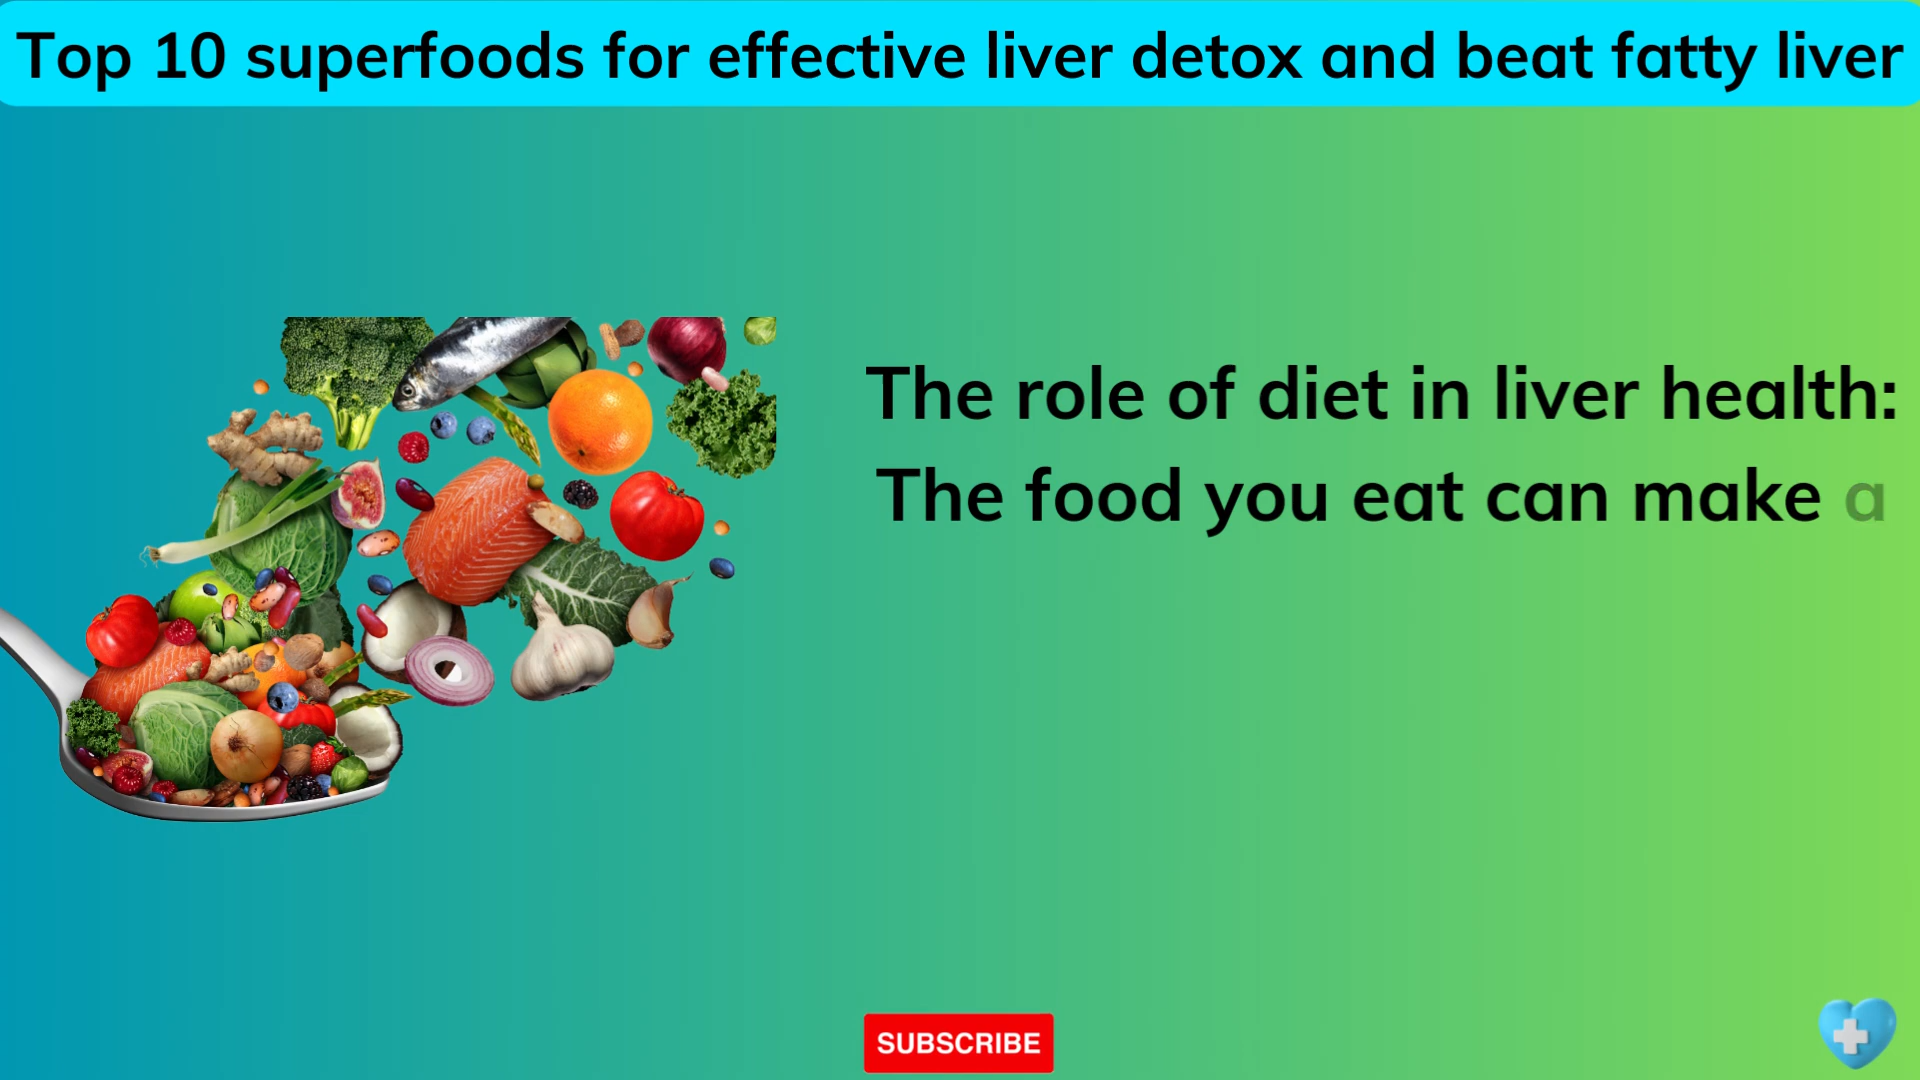 Top 10 superfoods for effective liver detox and beat fatty liver
The role of diet in liver health:
The food you eat can make a
SUBSCRIBE